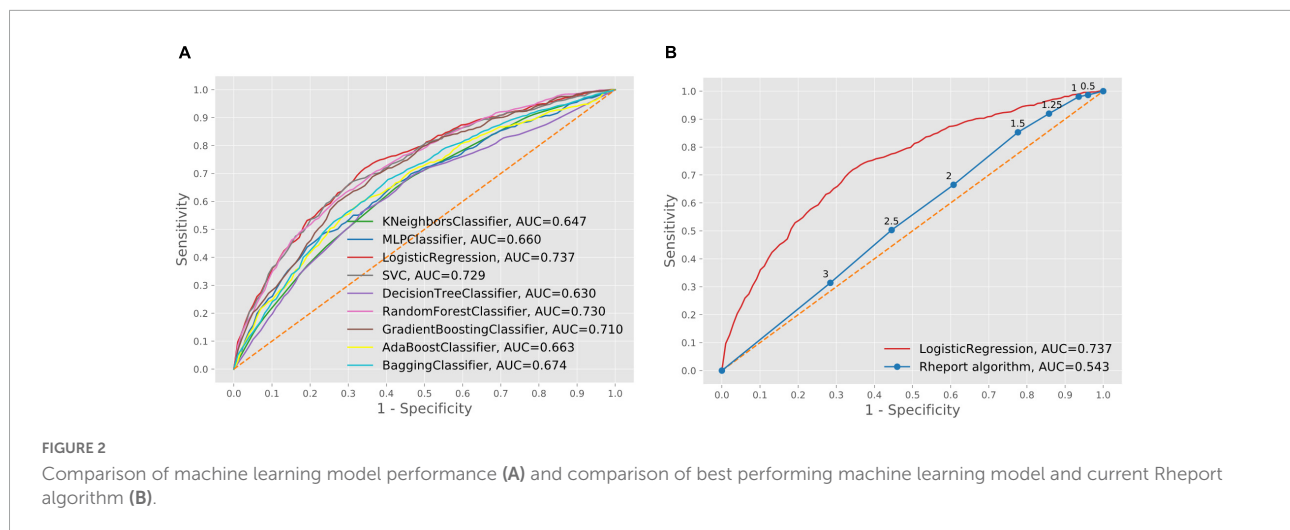 A
1.0
0.9
0.8
0.7
0.6
0.5
0.4
0.3
0.2
0.1
0.0
Sensitivity
KNeighborsClassifier, AUC=0.647
MLPClassifier, AUC=0.660
LogisticRegression, AUC=0.737
SVC, AUC=0.729
DecisionTreeClassifier, AUC=0.630
RandomForestClassifier, AUC=0.730
GradientBoostingClassifier, AUC=0.710
AdaBoostClassifier, AUC=0.663
BaggingClassifier, AUC=0.674
0.0 0.1 0.2 0.3 0.4 0.5 0.6 0.7 0.8 0.9 1.0
1 - Specificity
B
1.0
0.9
0.8
0.7
0.6
0.5
0.4
0.3
0.2
0.1
0.0
Sensitivity
1 0.5
1.25
1.5
2
2.5
3
LogisticRegression, AUC=0.737
Rheport algorithm, AUC=0.543
0.0 0.1 0.2 0.3 0.4 0.5 0.6 0.7 0.8 0.9 1.0
1 - Specificity
FIGURE 2
Comparison of machine learning model performance (A) and comparison of best performing machine learning model and current Rheport
algorithm (B).